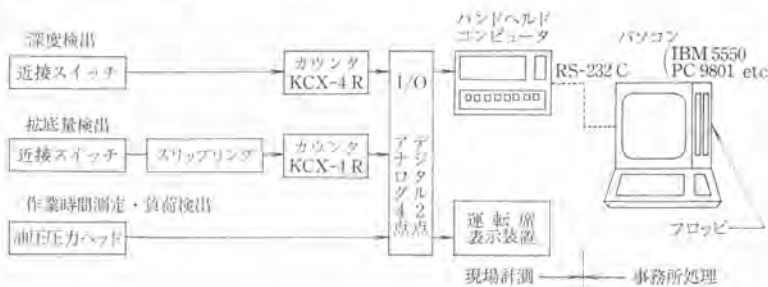 深度検出
近接スイッチ
カウンタ
KCX-4R
拡底量検出
近接スイッチ
スリップリング
カウンタ
KCX-4R
作業時間測定・負荷検出
油圧圧力ヘッド
I/O
デジタル2点
アナログ4点
ハンドヘルド
コンピュータ
RS-232C
パソコン
(IBM 5550
PC 9801 etc
運転席
表示装置
フロッピー
現場計測
事務所処理